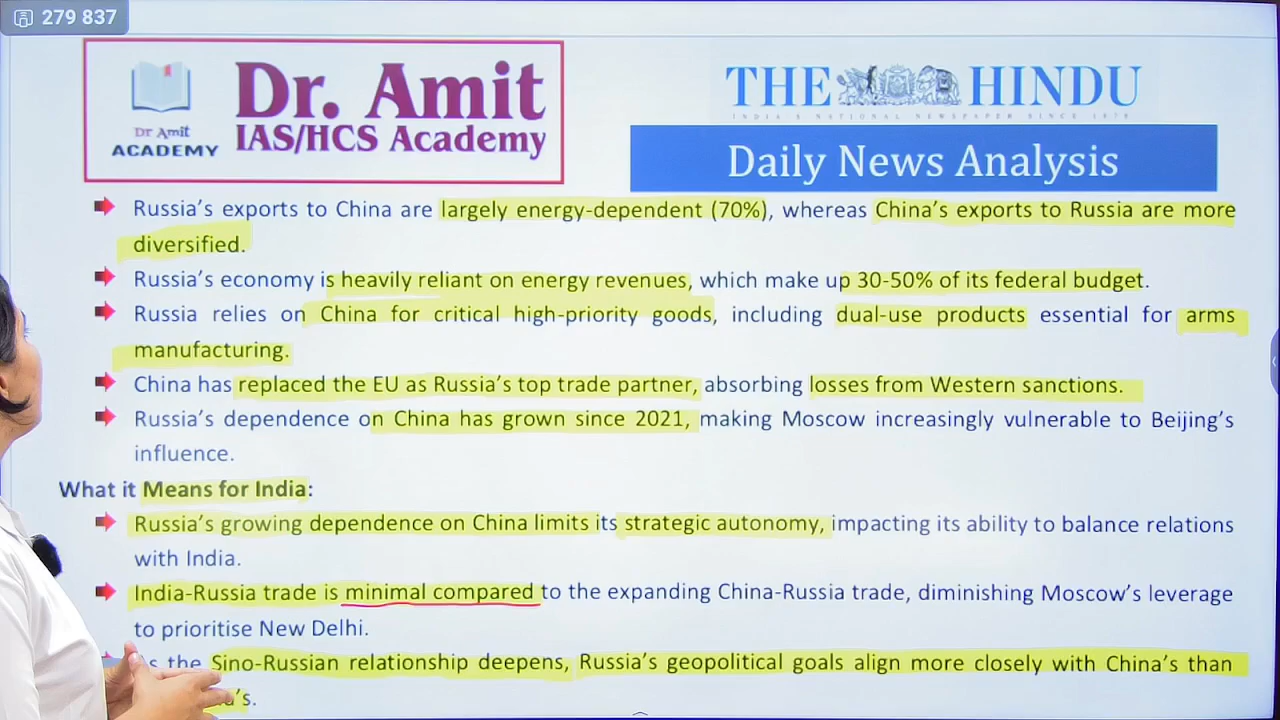 279 837
Dr. Amit
IAS/HCS Academy
Dr Amit
ACADEMY
THE HINDU
INDIA'S NATIONAL NEWSPAPER SINCE 1878
Daily News Analysis
Russia's exports to China are largely energy-dependent (70%), whereas China's exports to Russia are more
diversified.
Russia's economy is heavily reliant on energy revenues, which make up 30-50% of its federal budget.
Russia relies on China for critical high-priority goods, including dual-use products essential for arms
manufacturing.
China has replaced the EU as Russia's top trade partner, absorbing losses from Western sanctions.
Russia's dependence on China has grown since 2021, making Moscow increasingly vulnerable to Beijing's
influence.
What it Means for India:
Russia's growing dependence on China limits its strategic autonomy, impacting its ability to balance relations
with India.
India-Russia trade is minimal compared to the expanding China-Russia trade, diminishing Moscow's leverage
to prioritise New Delhi.
As the Sino-Russian relationship deepens, Russia's geopolitical goals align more closely with China's than